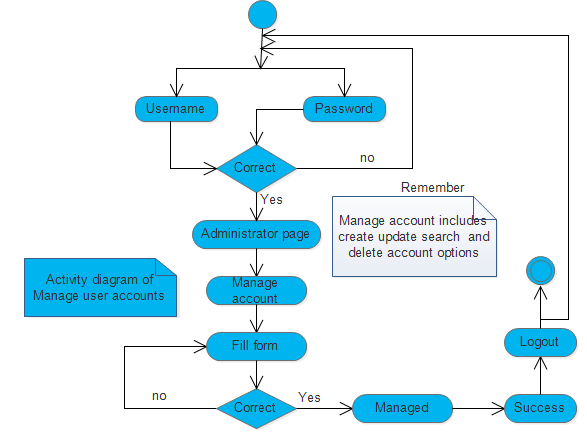 Username
Password
Correct
no
Yes
Remember
Manage account includes
create update search and
delete account options
Administrator page
Activity diagram of
Manage user accounts
Manage
account
Fill form
Logout
no
Correct
Yes
Managed
Success